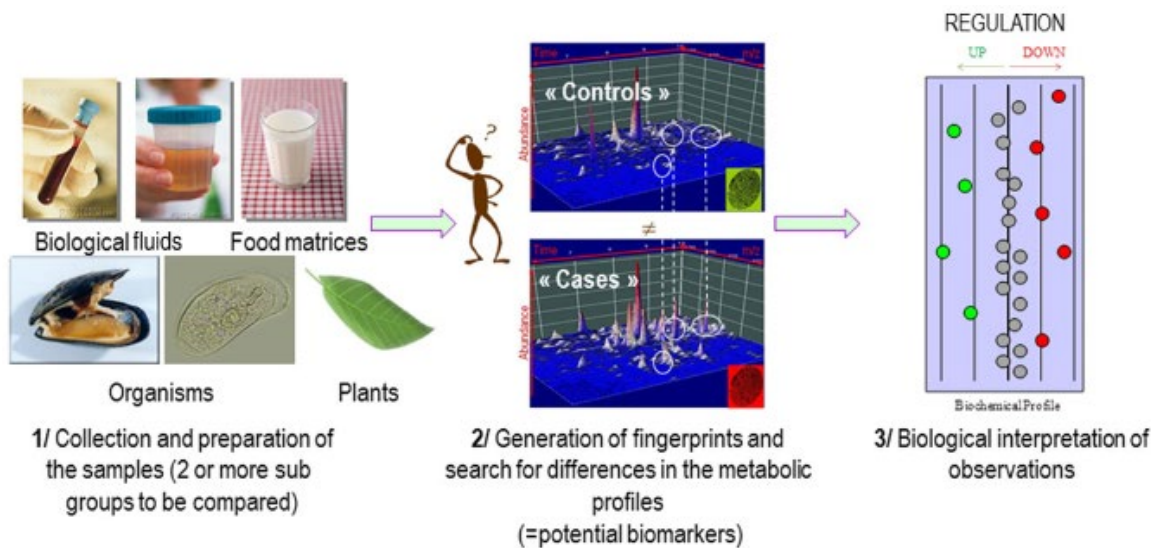 Biological fluids
Food matrices
Organisms
Plants
1/ Collection and preparation of
the samples (2 or more sub
groups to be compared)
Time
m/z
« Controls »
Abundance
?
≠
Time
m/z
« Cases »
Abundance
2/ Generation of fingerprints and
search for differences in the metabolic
profiles
(=potential biomarkers)
REGULATION
UP
DOWN
Biochemical Profile
3/ Biological interpretation of
observations